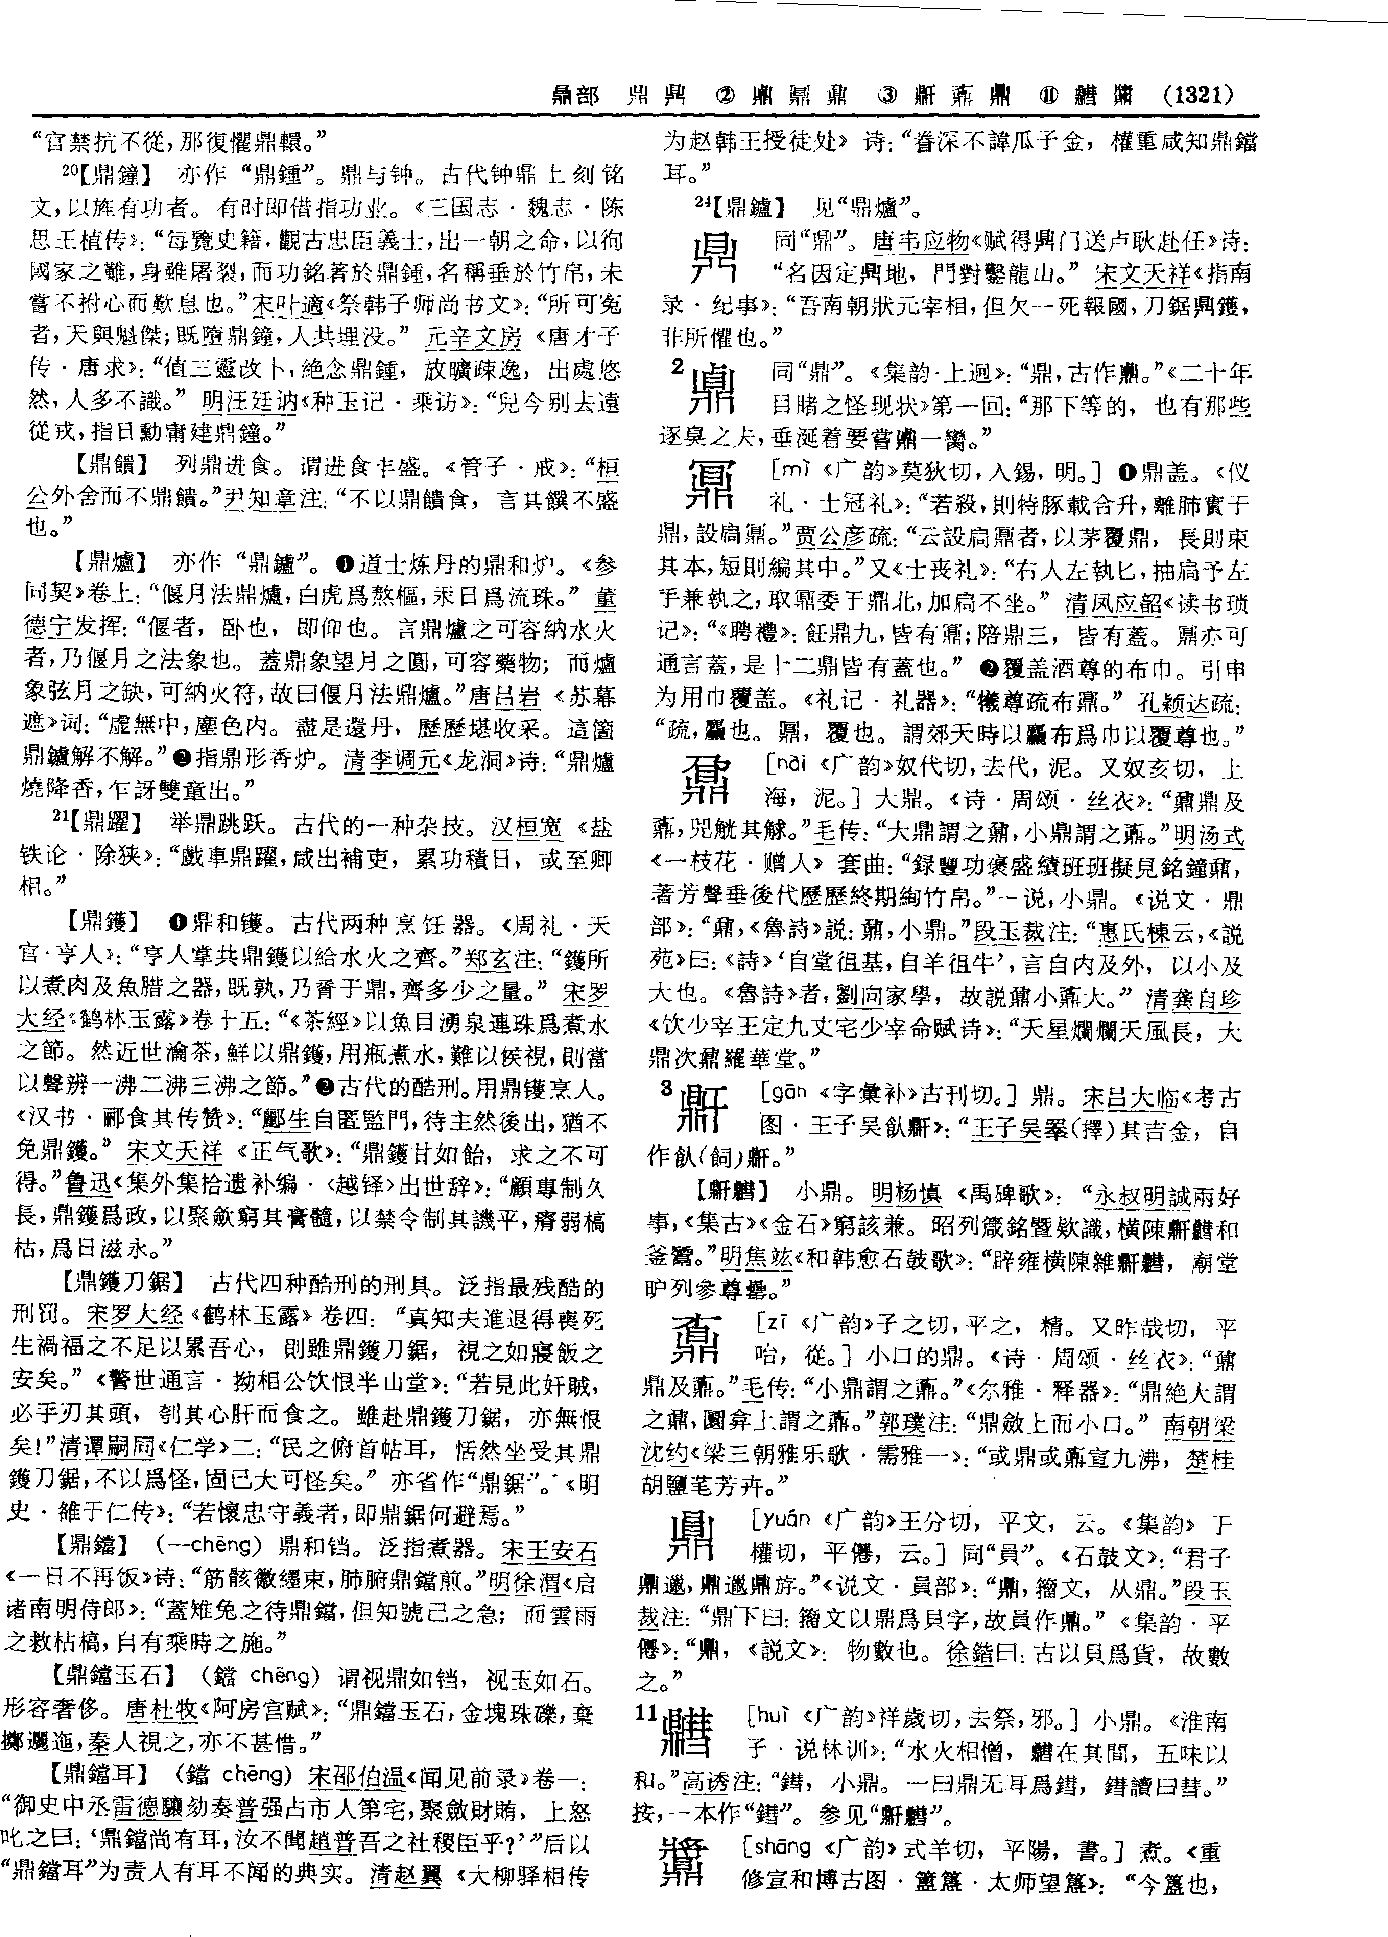 鼎部 𪔂 𪔅 ② 鼑 鼏 鼐 ③ 鼾 鼒 鼎 ⑪ 𪔉 𪔋 (1321)
“官禁抗不從，那復懼鼎轘。”
20【鼎鐘】 亦作“鼎鍾”。鼎与钟。古代钟鼎上刻铭
文，以旌有功者。有时即借指功业。《三国志·魏志·陈
思王植传》：“每覽史籍，觀古忠臣義士，出一朝之命，以徇
國家之難，身雖屠裂，而功銘著於鼎鍾，名稱垂於竹帛，未
嘗不拊心而歎息也。”宋叶適《祭韩子师尚书文》：“所可冤
者，天與魁傑；既墮鼎鐘，人共埋没。” 元辛文房《唐才子
传·唐求》：“值三靈改卜，絶念鼎鍾，放曠疎逸，出處悠
然，人多不識。” 明汪廷讷《种玉记·乘访》：“兒今别去遠
從戎，指日勳甭建鼎鐘。”
【鼎饋】 列鼎进食。谓进食丰盛。《管子·戒》：“桓
公外舍而不鼎饋。”尹知章注：“不以鼎饋食，言其饌不盛
也。”
【鼎爐】 亦作“鼎鑪”。❶道士炼丹的鼎和炉。《参
同契》卷上：“偃月法鼎爐，白虎爲熬樞，汞日爲流珠。” 董
德宁发挥：“偃者，卧也，即仰也。言鼎爐之可容納水火
者，乃偃月之法象也。蓋鼎象望月之圓，可容藥物；而爐
象弦月之缺，可納火符，故曰偃月法鼎爐。”唐吕岩《苏幕
遮》词：“虚無中，塵色内。盡是還丹，歷歷堪收采。這箇
鼎鑪解不解。”❷指鼎形香炉。清李调元《龙洞》诗：“鼎爐
燒降香，乍訝雙童出。”
21【鼎躍】 举鼎跳跃。古代的一种杂技。汉桓宽《盐
铁论·除狭》：“戲車鼎躍，咸出補吏，累功積日，或至卿
相。”
【鼎鑊】 ❶鼎和镬。古代两种烹饪器。《周礼·天
官·亨人》：“亨人掌共鼎鑊以給水火之齊。”郑玄注：“鑊所
以煮肉及魚腊之器，既孰，乃脀于鼎，齊多少之量。” 宋罗
大经《鹤林玉露》卷十五：“《茶經》以魚目湧泉連珠爲煮水
之節。然近世瀹茶，鮮以鼎鑊，用瓶煮水，難以候視，則當
以聲辨一沸二沸三沸之節。”❷古代的酷刑。用鼎镬烹人。
《汉书·郦食其传赞》：“酈生自匿監門，待主然後出，猶不
免鼎鑊。” 宋文天祥《正气歌》：“鼎鑊甘如飴，求之不可
得。”鲁迅《集外集拾遗补编·〈越铎〉出世辞》：“顧專制久
長，鼎鑊爲政，以聚斂窮其膏髓，以禁令制其譏平，瘠弱槁
枯，爲日滋永。”
【鼎鑊刀鋸】 古代四种酷刑的刑具。泛指最残酷的
刑罚。宋罗大经《鹤林玉露》卷四：“真知夫進退得喪死
生禍福之不足以累吾心，則雖鼎鑊刀鋸，視之如寢飯之
安矣。”《警世通言·拗相公饮恨半山堂》：“若見此奸賊，
必手刃其頭，刳其心肝而食之。雖赴鼎鑊刀鋸，亦無恨
矣！”清谭嗣同《仁学》二：“民之俯首帖耳，恬然坐受其鼎
鑊刀鋸，不以爲怪，固已大可怪矣。” 亦省作“鼎鋸”。《明
史·雒于仁传》：“若懷忠守義者，即鼎鋸何避焉。”
【鼎鐺】 (—chēng) 鼎和铛。泛指煮器。宋王安石
《一日不再饭》诗：“筋骸徽纆束，肺腑鼎鐺煎。”明徐渭《启
诸南明侍郎》：“蓋雉兔之待鼎鐺，但知號己之急；而雲雨
之救枯槁，自有乘時之施。”
【鼎鐺玉石】 (鐺 chēng) 谓视鼎如铛，视玉如石。
形容奢侈。唐杜牧《阿房宫赋》：“鼎鐺玉石，金塊珠礫，棄
擲邐迤，秦人視之，亦不甚惜。”
【鼎鐺耳】 (鐺 chēng) 宋邵伯温《闻见前录》卷一：
“御史中丞雷德驤劾奏普强占市人第宅，聚斂財賄，上怒
叱之曰：‘鼎鐺尚有耳，汝不聞趙普吾之社稷臣乎？’”后以
“鼎鐺耳”为责人有耳不闻的典实。清赵翼《大柳驿相传
为赵韩王授徒处》诗：“眷深不諱瓜子金，權重咸知鼎鐺
耳。”
24【鼎鑪】 见“鼎爐”。
𪔂 同“鼎”。唐韦应物《赋得鼎门送卢耿赴任》诗：
“名因定鼎地，門對鑿龍山。” 宋文天祥《指南
录·纪事》：“吾南朝狀元宰相，但欠一死報國，刀鋸鼎鑊，
非所懼也。”
2 鼑 同“鼎”。《集韵·上迥》：“鼎，古作鼑。”《二十年
目睹之怪现状》第一回：“那下等的，也有那些
逐臭之夫，垂涎着要嘗鼑一臠。”
鼏 [mì《广韵》莫狄切，入錫，明。] ❶鼎盖。《仪
礼·士冠礼》：“若殺，則特豚載合升，離肺實于
鼎，設扃鼏。”贾公彦疏：“云設扃鼏者，以茅覆鼎，長則束
其本，短則編其中。”又《士丧礼》：“右人左執匕，抽扃予左
手兼執之，取鼏委于鼎北，加扃不坐。” 清凤应韶《读书琐
记》：“《聘禮》：飪鼎九，皆有鼏；陪鼎三，皆有蓋。鼏亦可
通言蓋，是十二鼎皆有蓋也。” ❷覆盖酒尊的布巾。引申
为用巾覆盖。《礼记·礼器》：“犧尊疏布鼏。” 孔颖达疏：
“疏，麤也。鼏，覆也。謂郊天時以麤布爲巾以覆尊也。”
鼐 [nài《广韵》奴代切，去代，泥。又奴亥切，上
海，泥。] 大鼎。《诗·周颂·丝衣》：“鼐鼎及
鼒，兕觥其觩。”毛传：“大鼎謂之鼐，小鼎謂之鼒。”明汤式
《一枝花·赠人》套曲：“録豐功褒盛績班班擬見銘鐘鼐，
著芳聲垂後代歷歷終期絢竹帛。”一说，小鼎。《说文·鼎
部》：“鼐，《魯詩》説：鼐，小鼎。”段玉裁注：“惠氏棟云，《説
苑》曰：《詩》‘自堂徂基，自羊徂牛’，言自内及外，以小及
大也。《魯詩》者，劉向家學，故説鼐小鼒大。” 清龚自珍
《饮少宰王定九丈宅少宰命赋诗》：“天星爛爛天風長，大
鼎次鼐羅華堂。”
3 [gān《字彙补》古刊切。] 鼎。宋吕大临《考古
图·王子吴飤鼾》：“王子吴𢍰(擇)其吉金，自
作飤(飼)鼾。”
【鼾𪔉】 小鼎。明杨慎《禹碑歌》：“永叔明誠兩好
事，《集古》《金石》窮該兼。昭列箴銘暨欵識，橫陳鼾𪔉和
釜鬵。”明焦竑《和韩愈石鼓歌》：“辟雍横陳雜鼾𪔉，廟堂
旷列參尊罍。”
鼒 [zī《广韵》子之切，平之，精。又昨哉切，平
咍，從。] 小口的鼎。《诗·周颂·丝衣》：“鼐
鼎及鼒。”毛传：“小鼎謂之鼒。”《尔雅·释器》：“鼎絶大謂
之鼐，圜弇上謂之鼒。”郭璞注：“鼎斂上而小口。” 南朝梁
沈约《梁三朝雅乐歌·需雅一》：“或鼎或鼒宣九沸，楚桂
胡鹽芼芳卉。”
鼎 [yuán《广韵》王分切，平文，云。《集韵》于
權切，平僊，云。] 同“員”。《石鼓文》：“君子
鼎邋，鼎邋鼎斿。”《说文·員部》：“鼎，籀文，从鼎。”段玉
裁注：“鼎下曰：籀文以鼎爲貝字，故員作鼎。”《集韵·平
僊》：“鼎，《説文》：物數也。徐鍇曰：古以貝爲貨，故數
之。”
11 [huì《广韵》祥歲切，去祭，邪。] 小鼎。《淮南
子·说林训》：“水火相憎，𪔉在其間，五味以
和。”高诱注：“錯，小鼎。一曰鼎无耳爲錯，錯讀曰彗。”
按，一本作“錯”。参见“鼾𪔉”。
[shāng《广韵》式羊切，平陽，書。] 煮。《重
修宣和博古图·簠簋·太师望簋》：“今簋也，